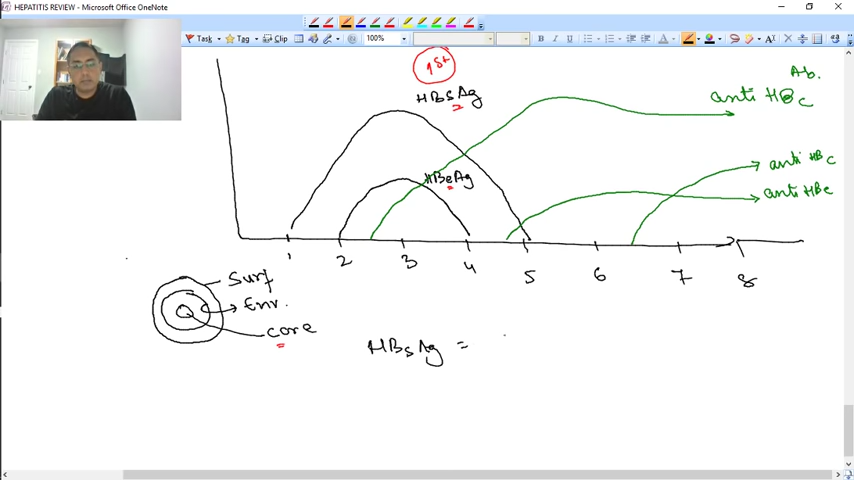 HEPATITIS REVIEW - Microsoft Office OneNote
Task
Tag
Clip
100%
B I U abc
1st
HBsAg
HBeAg
Ab.
anti HBc
anti HBc
anti HBe
1 2 3 4 5 6 7 8
Surf
Env.
core
HBsAg =